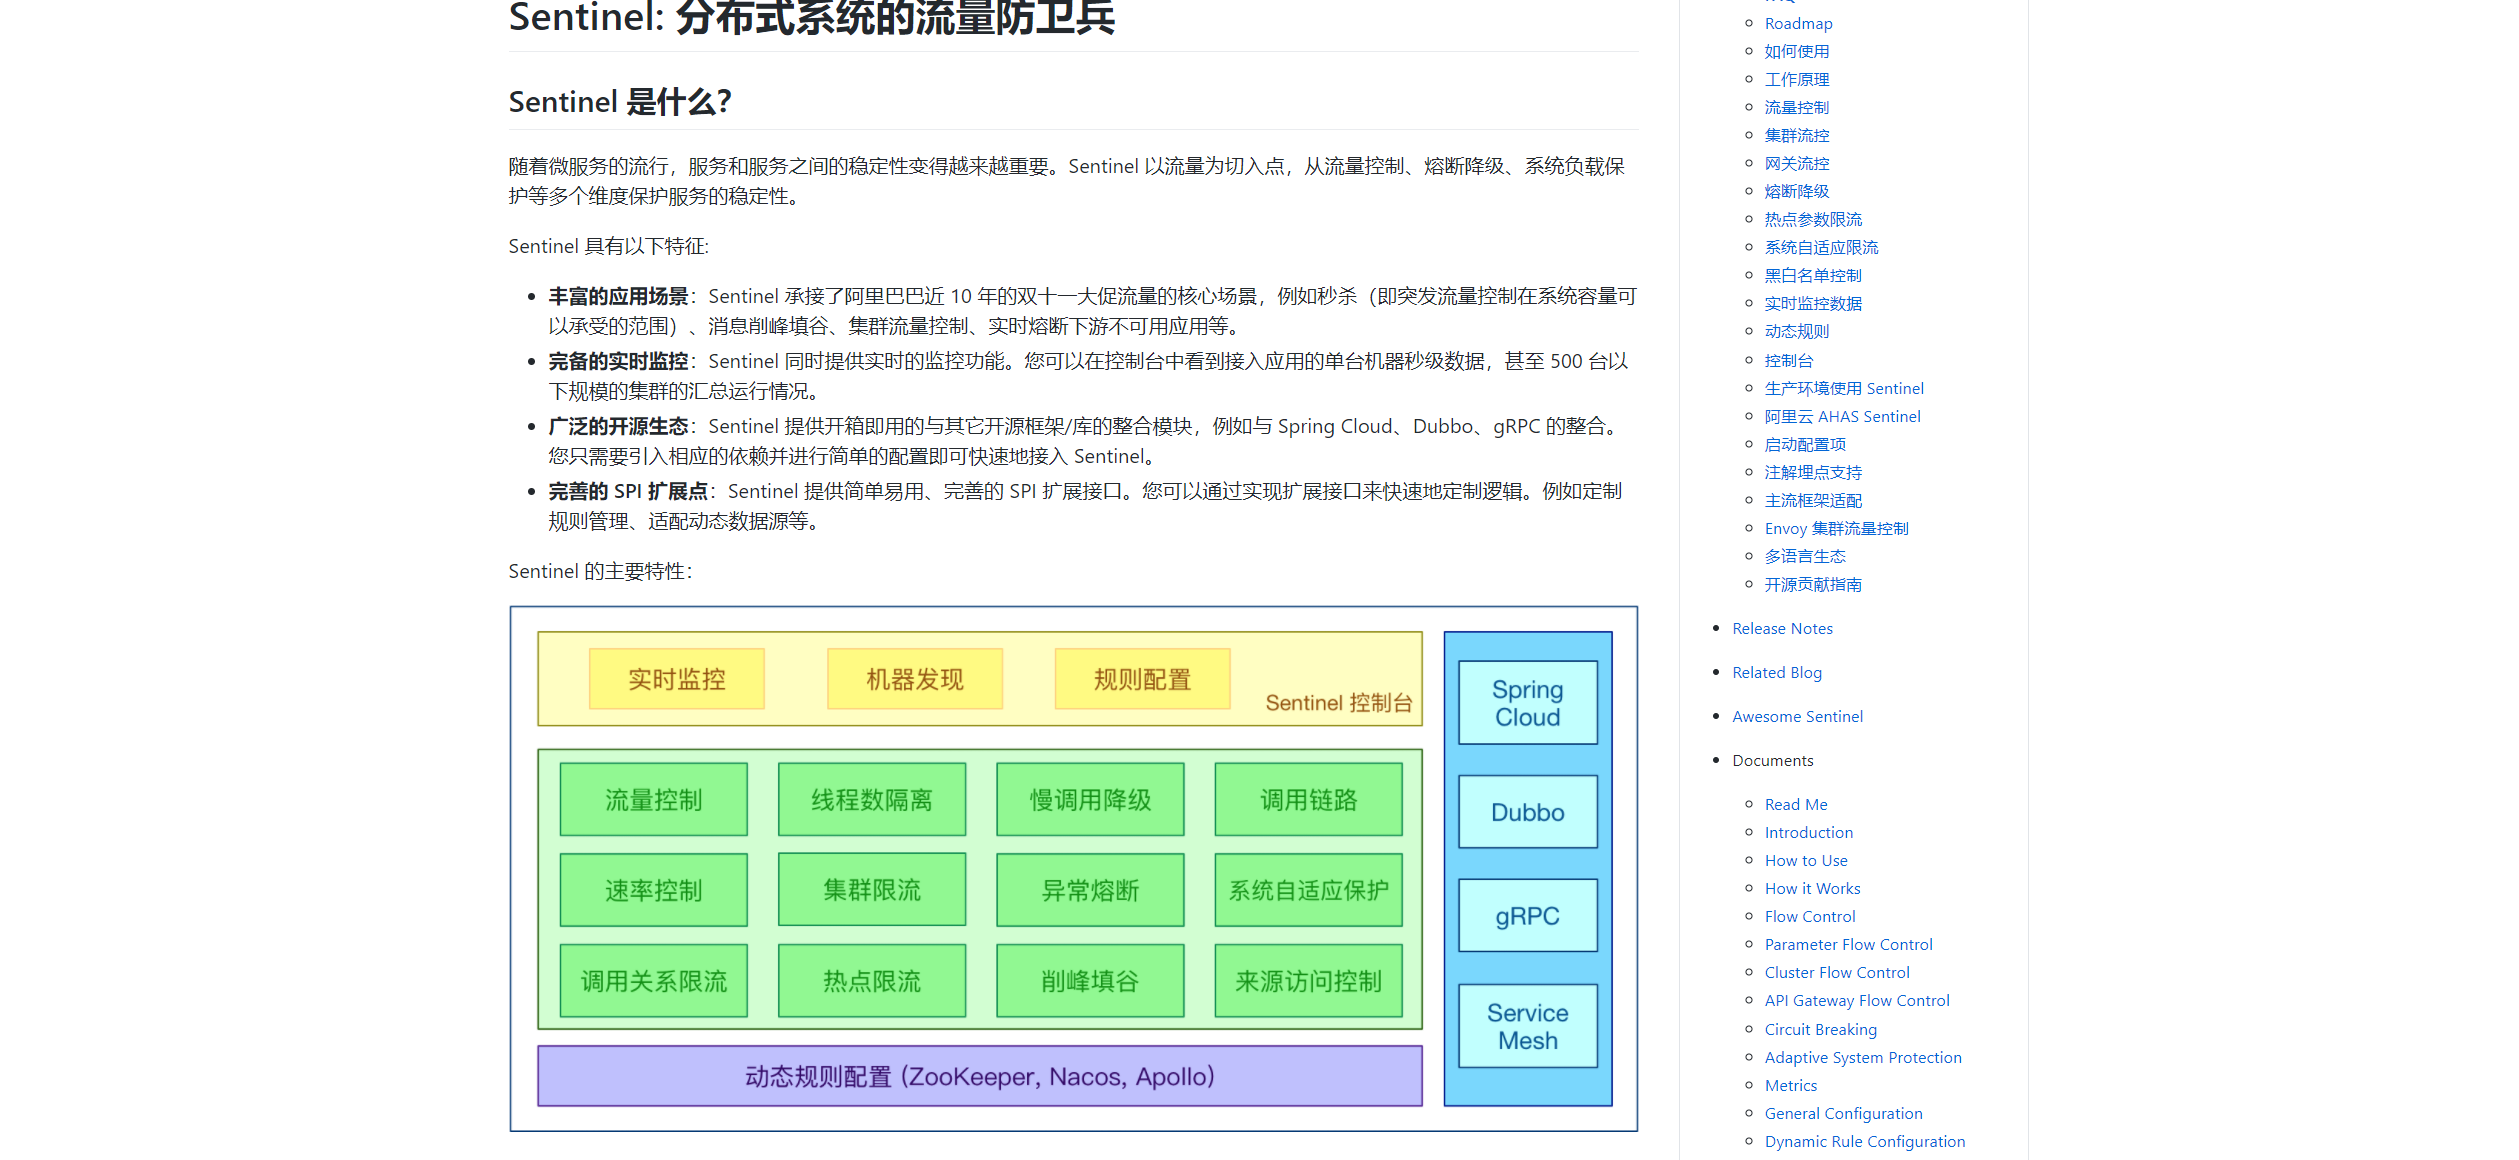 Sentinel: 分布式系统的流量防卫兵
Sentinel 是什么？
随着微服务的流行，服务和服务之间的稳定性变得越来越重要。Sentinel 以流量为切入点，从流量控制、熔断降级、系统负载保
护等多个维度保护服务的稳定性。
Sentinel 具有以下特征:
丰富的应用场景：Sentinel 承接了阿里巴巴近 10 年的双十一大促流量的核心场景，例如秒杀（即突发流量控制在系统容量可
以承受的范围）、消息削峰填谷、集群流量控制、实时熔断下游不可用应用等。
完备的实时监控：Sentinel 同时提供实时的监控功能。您可以在控制台中看到接入应用的单台机器秒级数据，甚至 500 台以
下规模的集群的汇总运行情况。
广泛的开源生态：Sentinel 提供开箱即用的与其它开源框架/库的整合模块，例如与 Spring Cloud、Dubbo、gRPC 的整合。
您只需要引入相应的依赖并进行简单的配置即可快速地接入 Sentinel。
完善的 SPI 扩展点：Sentinel 提供简单易用、完善的 SPI 扩展接口。您可以通过实现扩展接口来快速地定制逻辑。例如定制
规则管理、适配动态数据源等。
Sentinel 的主要特性：
实时监控
机器发现
规则配置
Sentinel 控制台
流量控制
线程数隔离
慢调用降级
调用链路
速率控制
集群限流
异常熔断
系统自适应保护
调用关系限流
热点限流
削峰填谷
来源访问控制
动态规则配置 (ZooKeeper, Nacos, Apollo)
Spring
Cloud
Dubbo
gRPC
Service
Mesh
Roadmap
如何使用
工作原理
流量控制
集群流控
网关流控
熔断降级
热点参数限流
系统自适应限流
黑白名单控制
实时监控数据
动态规则
控制台
生产环境使用 Sentinel
阿里云 AHAS Sentinel
启动配置项
注解埋点支持
主流框架适配
Envoy 集群流量控制
多语言生态
开源贡献指南
Release Notes
Related Blog
Awesome Sentinel
Documents
Read Me
Introduction
How to Use
How it Works
Flow Control
Parameter Flow Control
Cluster Flow Control
API Gateway Flow Control
Circuit Breaking
Adaptive System Protection
Metrics
General Configuration
Dynamic Rule Configuration